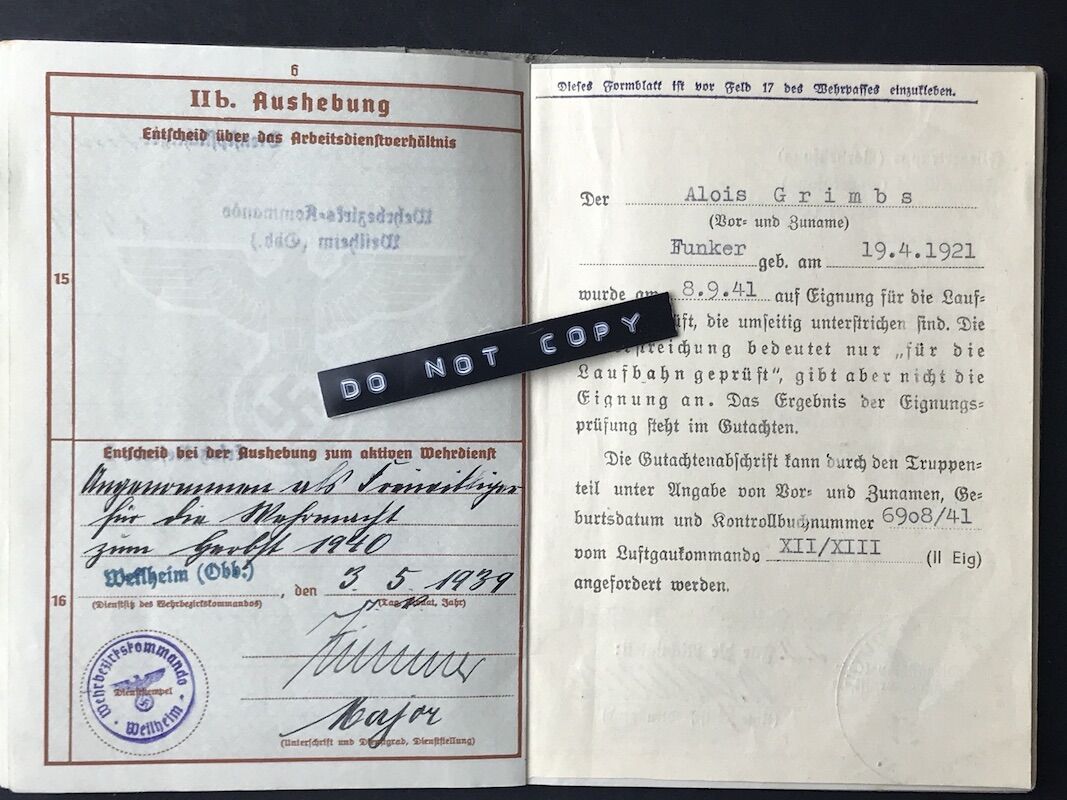 6
IIb. Aushebung
Entscheid über das Arbeitsdienstverhältnis
Wehrbezirks-Kommando
Weilheim (Obb.)
15
Entscheid bei der Aushebung zum aktiven Wehrdienst
Angenommen als Freiwilliger
für die Wehrmacht
zum Herbst 1940
Weilheim (Obb.), den 3. 5. 1939
(Dienstsitz des Wehrbezirkskommandos) (Tag, Monat, Jahr)
16
Wehrbezirkskommando
Dienststempel
Weilheim
Major
(Unterschrift und Dienstgrad, Dienststellung)
DO NOT COPY
Dieses Formblatt ist vor Feld 17 des Wehrpasses einzukleben.
Der Alois Grimbs
(Vor- und Zuname)
Funker geb. am 19.4.1921
wurde am 8.9.41 auf Eignung für die Lauf-
die umseitig unterstrichen sind. Die
bedeutet nur „für die
Laufbahn geprüft“, gibt aber nicht die
Eignung an. Das Ergebnis der Eignungs-
prüfung steht im Gutachten.
Die Gutachtenabschrift kann durch den Truppen-
teil unter Angabe von Vor- und Zunamen, Ge-
burtsdatum und Kontrollbuchnummer 6908/41
vom Luftgaukommando XII/XIII (II Eig)
angefordert werden.